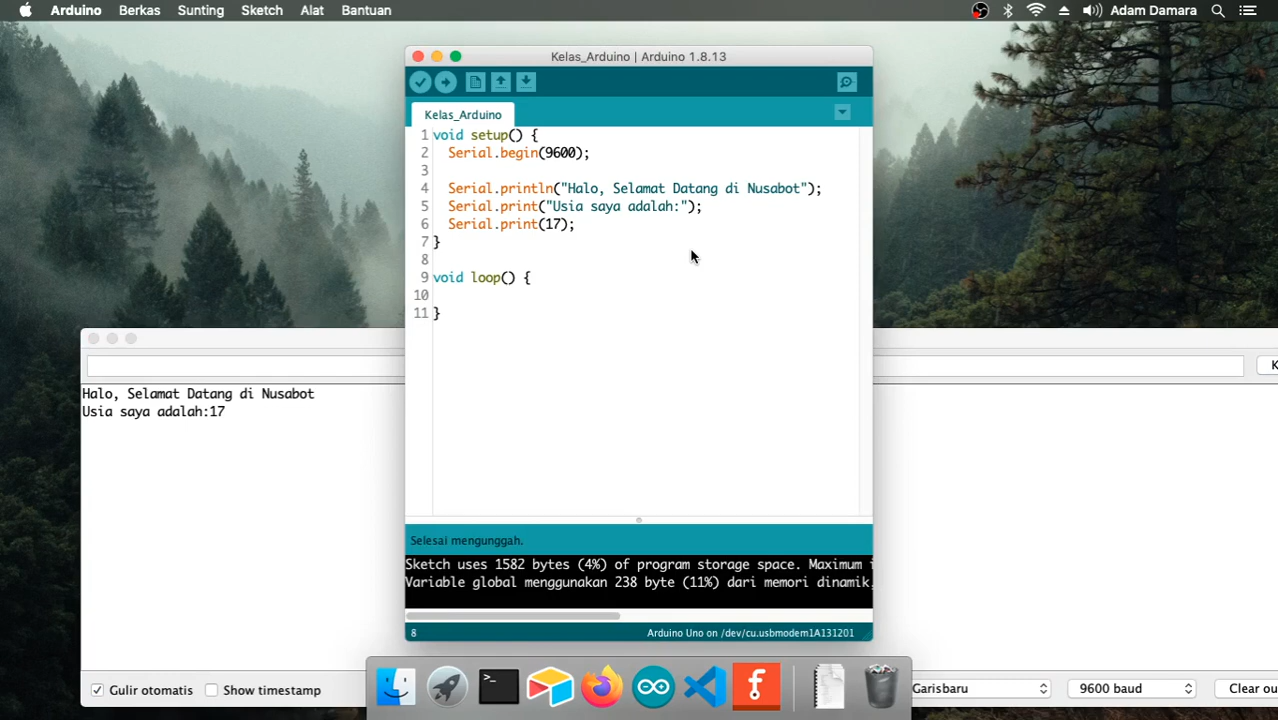 Arduino Berkas Sunting Sketch Alat Bantuan Adam Damara
Kelas_Arduino | Arduino 1.8.13
Kelas_Arduino
1 void setup() {
2 Serial.begin(9600);
3
4 Serial.println("Halo, Selamat Datang di Nusabot");
5 Serial.print("Usia saya adalah:");
6 Serial.print(17);
7 }
8
9 void loop() {
10
11 }
K
Halo, Selamat Datang di Nusabot
Usia saya adalah:17
Selesai mengunggah.
Sketch uses 1582 bytes (4%) of program storage space. Maximum i
Variable global menggunakan 238 byte (11%) dari memori dinamik,
8 Arduino Uno on /dev/cu.usbmodem1A131201
Gulir otomatis Show timestamp Garisbaru 9600 baud Clear ou